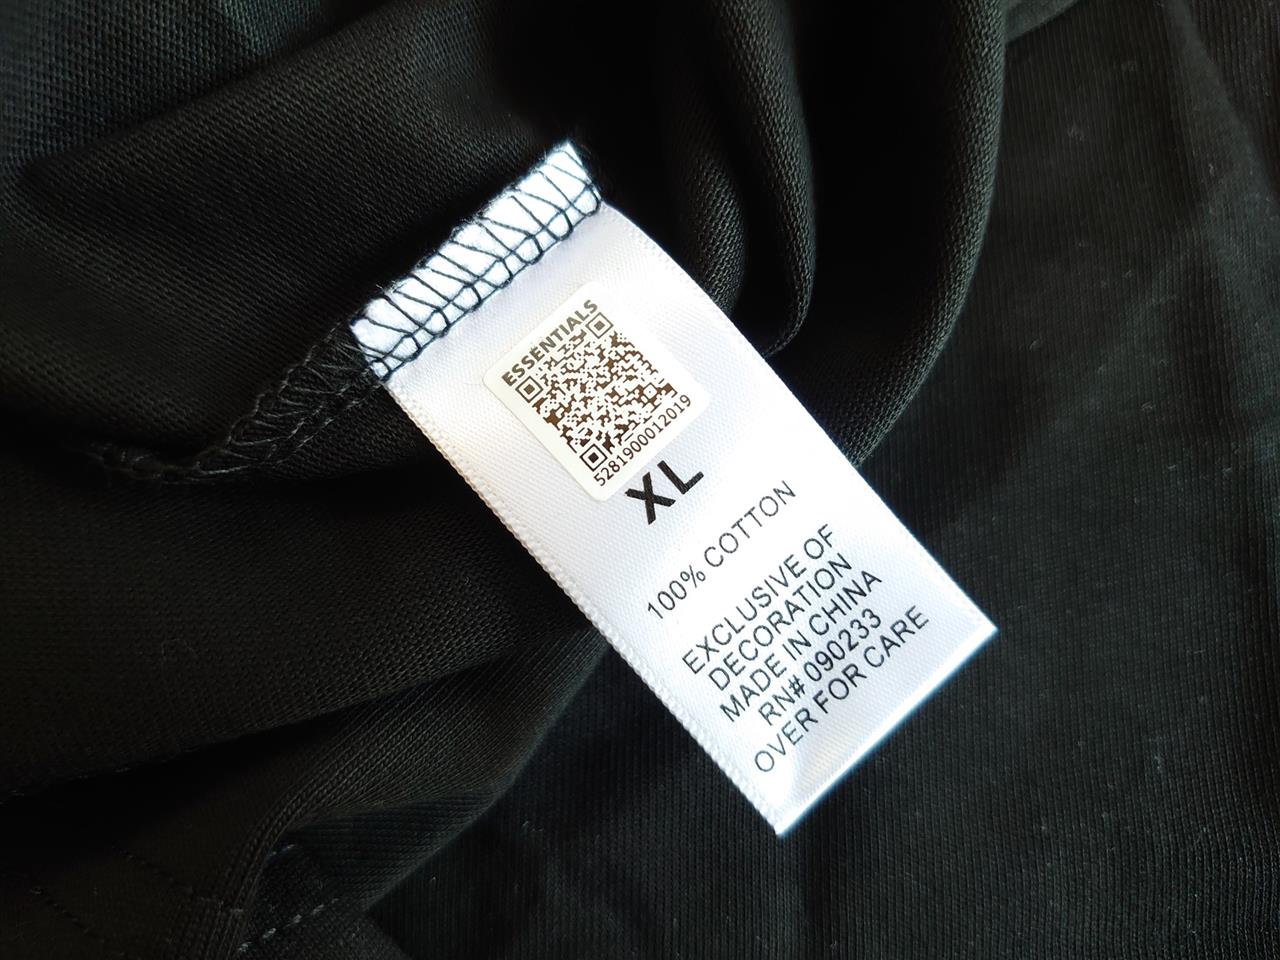 ESSENTIALS
5281900012019
XL
100% COTTON
EXCLUSIVE OF
DECORATION
MADE IN CHINA
RN# 090233
OVER FOR CARE